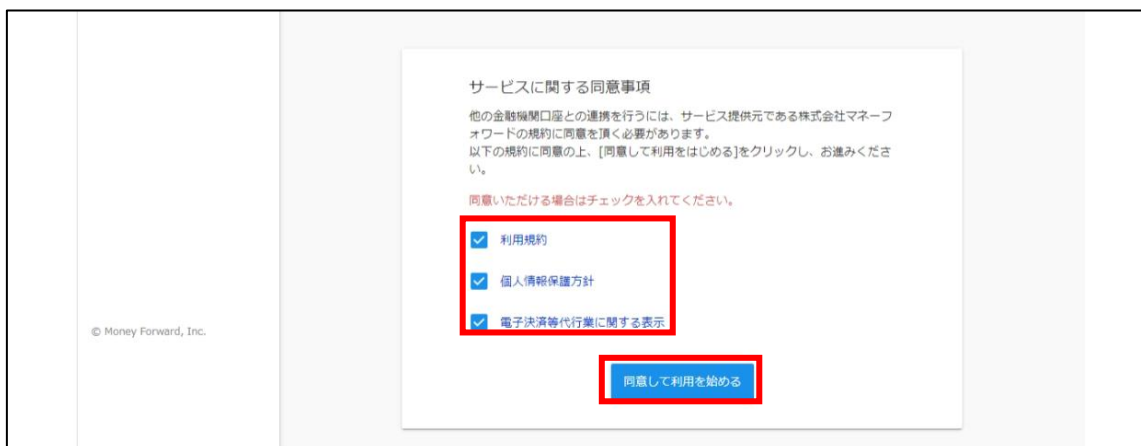 サービスに関する同意事項
他の金融機関口座との連携を行うには、サービス提供元である株式会社マネーフ
ォワードの規約に同意を頂く必要があります。
以下の規約に同意の上、[同意して利用をはじめる]をクリックし、お進みくださ
い。
同意いただける場合はチェックを入れてください。
利用規約
個人情報保護方針
電子決済等代行業に関する表示
© Money Forward, Inc.
同意して利用を始める